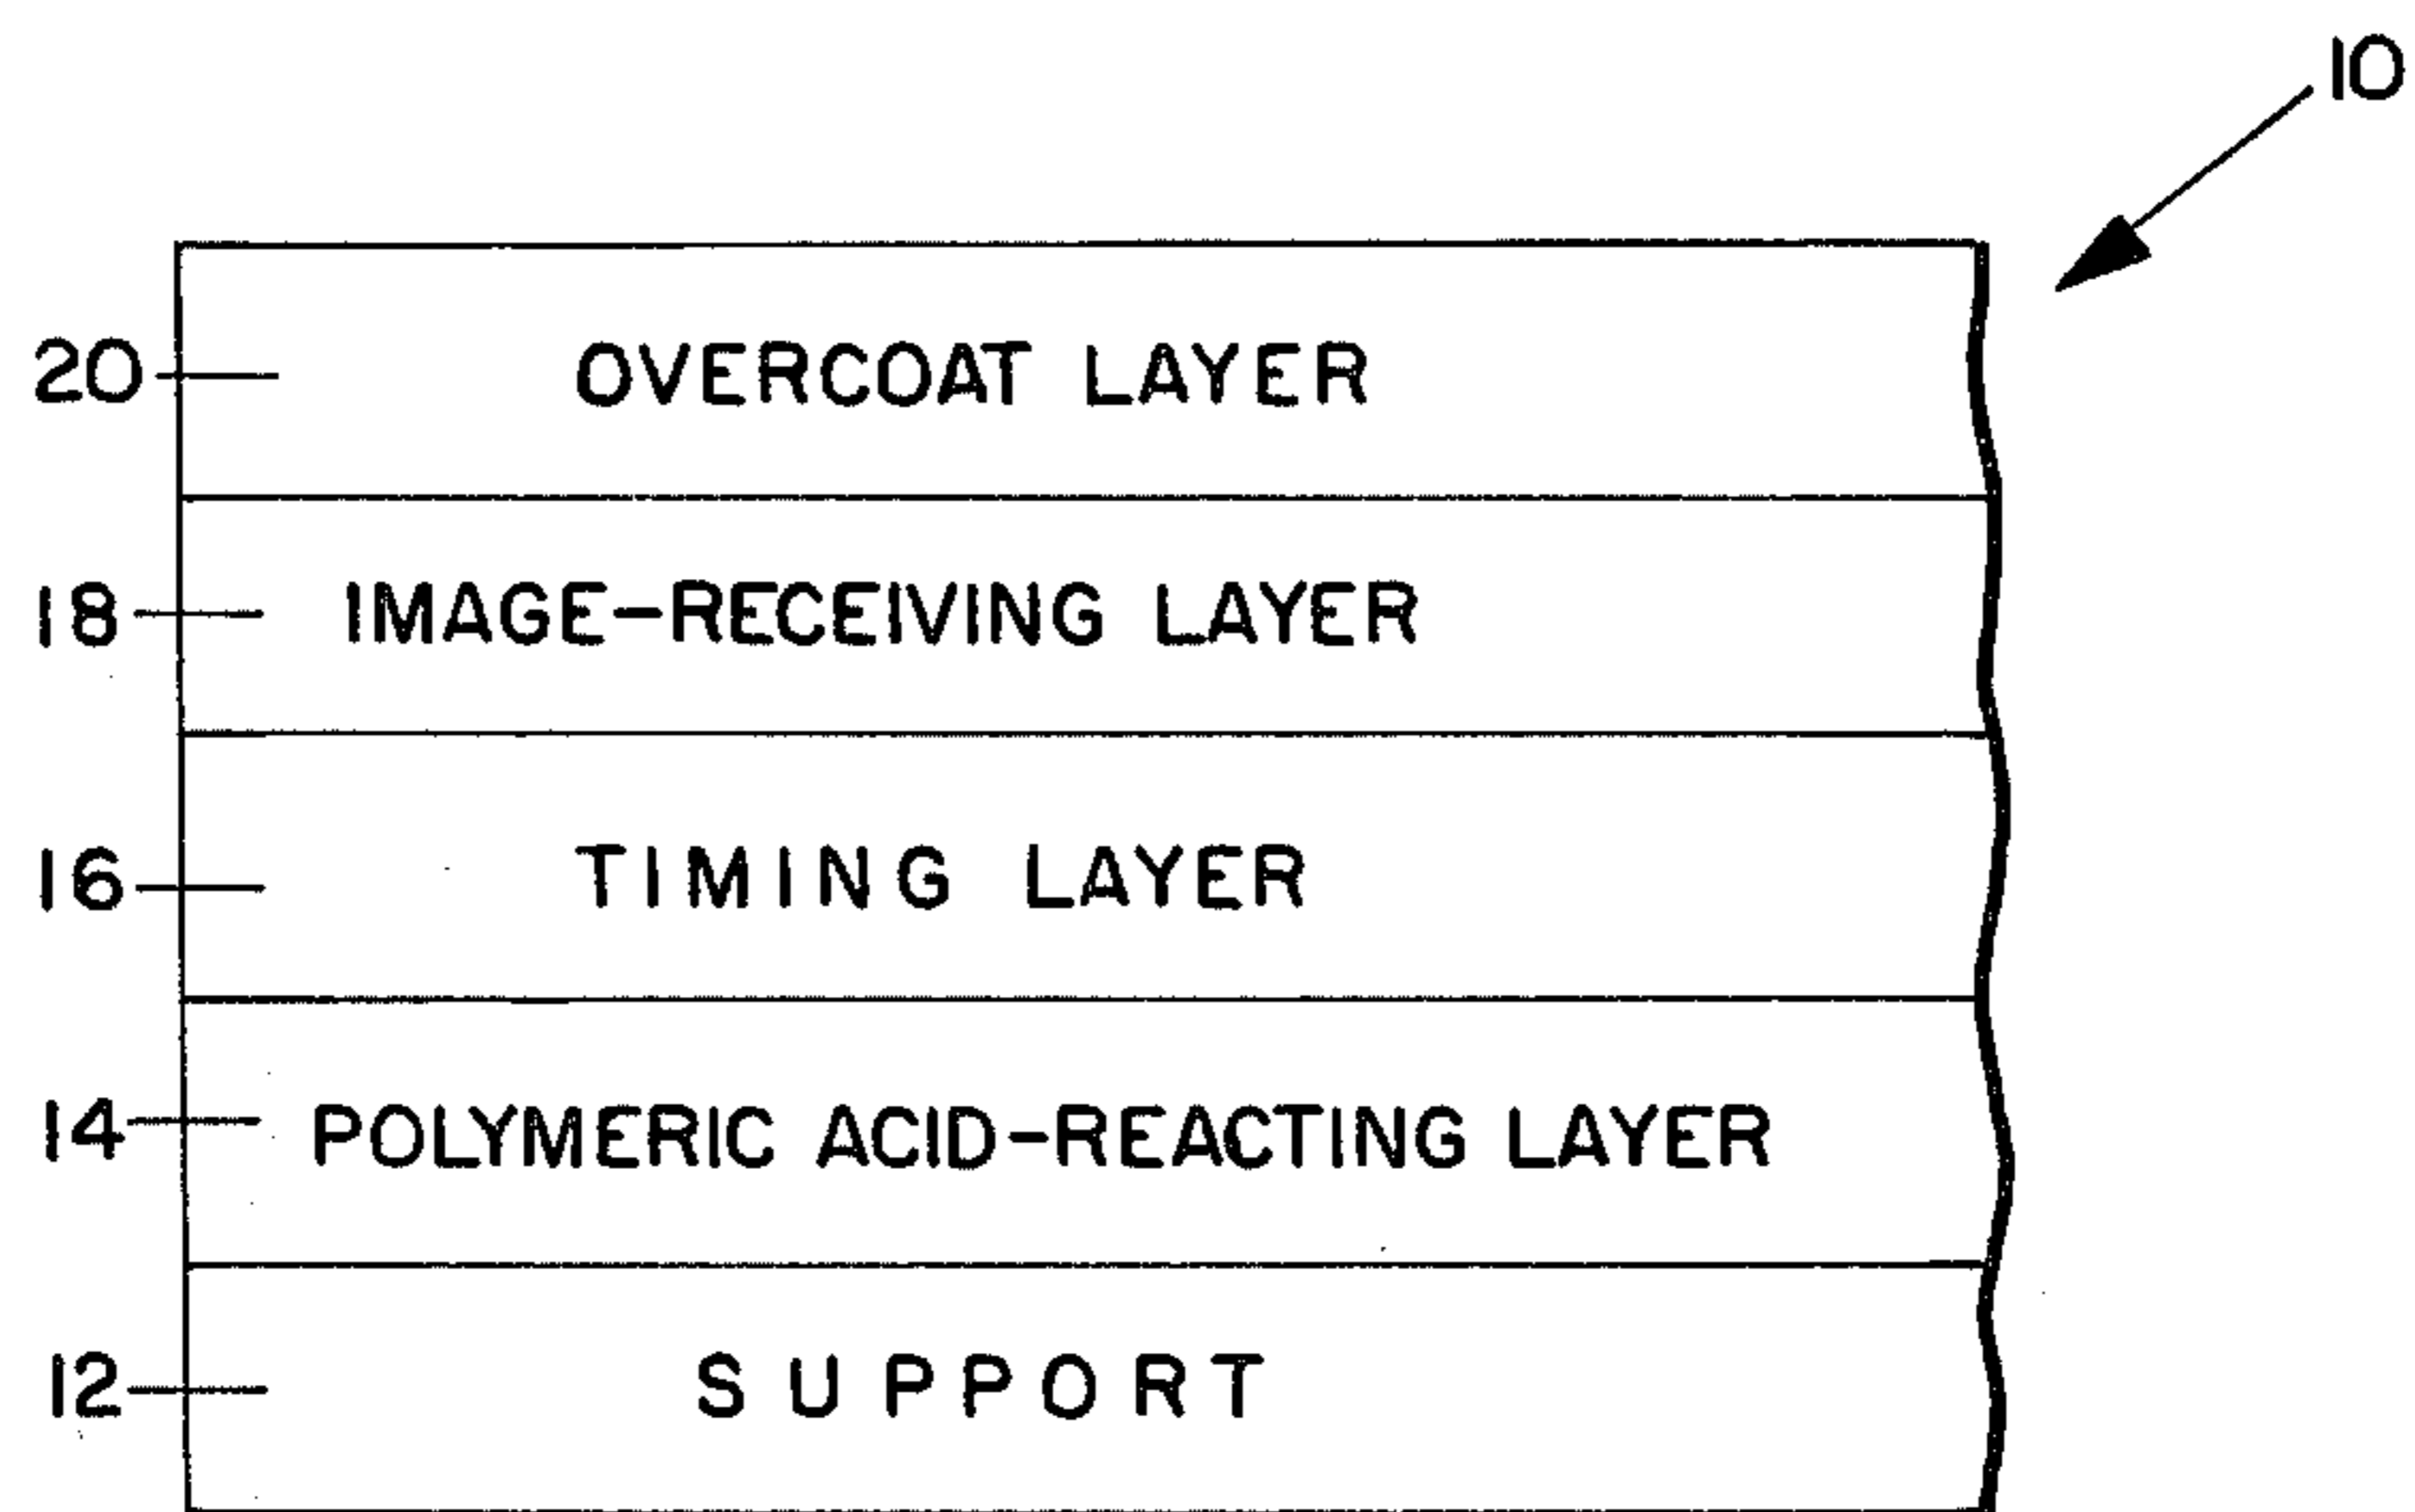 10
20 OVERCOAT LAYER
18 IMAGE-RECEIVING LAYER
16 TIMING LAYER
14 POLYMERIC ACID-REACTING LAYER
12 SUPPORT